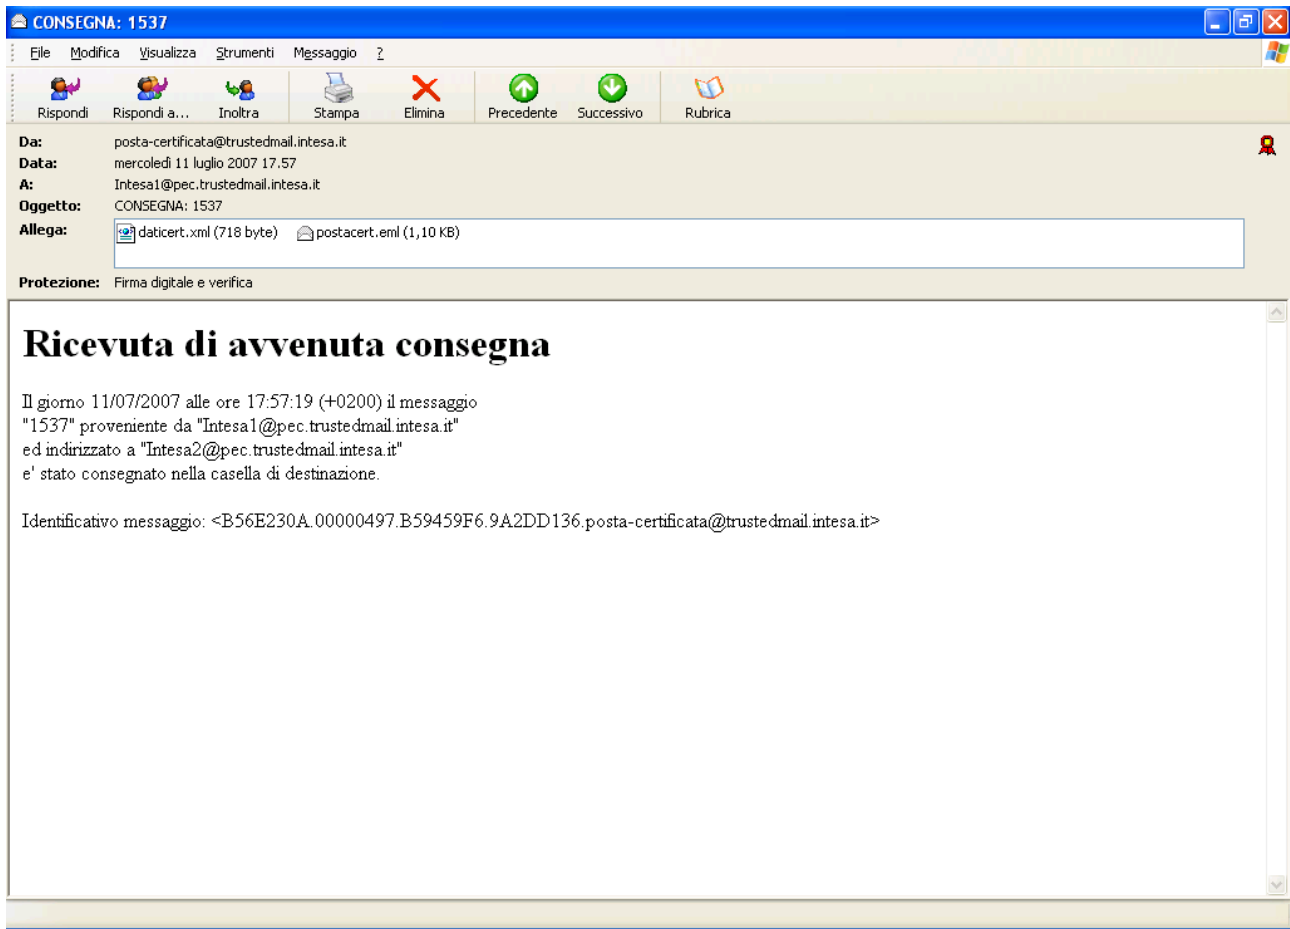 CONSEGNA: 1537
File Modifica Visualizza Strumenti Messaggio ?
Rispondi Rispondi a... Inoltra Stampa Elimina Precedente Successivo Rubrica
Da: posta-certificata@trustedmail.intesa.it
Data: mercoledì 11 luglio 2007 17.57
A: Intesa1@pec.trustedmail.intesa.it
Oggetto: CONSEGNA: 1537
Allega: daticert.xml (718 byte) postacert.eml (1,10 KB)
Protezione: Firma digitale e verifica
Ricevuta di avvenuta consegna
Il giorno 11/07/2007 alle ore 17:57:19 (+0200) il messaggio
"1537" proveniente da "Intesa1@pec.trustedmail.intesa.it"
ed indirizzato a "Intesa2@pec.trustedmail.intesa.it"
e' stato consegnato nella casella di destinazione.
Identificativo messaggio: <B56E230A.00000497.B59459F6.9A2DD136.posta-certificata@trustedmail.intesa.it>